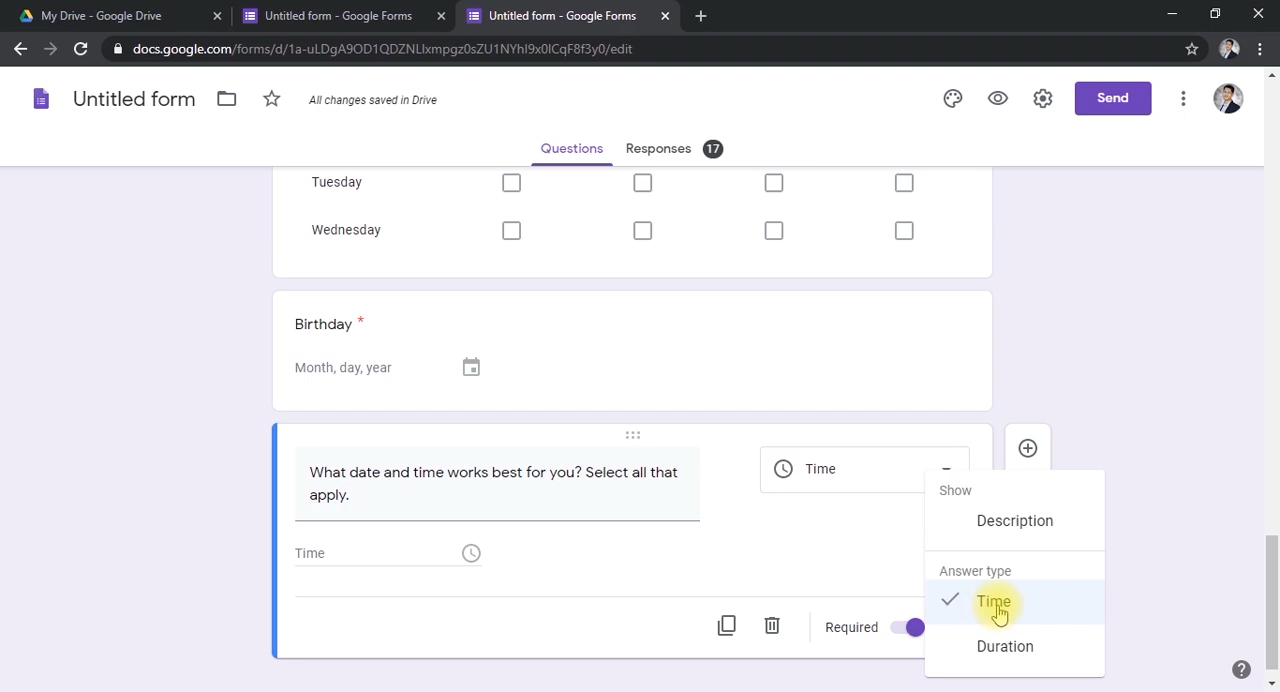 My Drive - Google Drive
Untitled form - Google Forms
Untitled form - Google Forms
docs.google.com/forms/d/1a-uLDgA9OD1QDZNLlxmpgz0sZU1NYhI9x0ICqF8f3y0/edit
Untitled form
All changes saved in Drive
Send
Questions
Responses 17
Tuesday
Wednesday
Birthday *
Month, day, year
What date and time works best for you? Select all that
apply.
Time
Time
Required
Show
Description
Answer type
Time
Duration